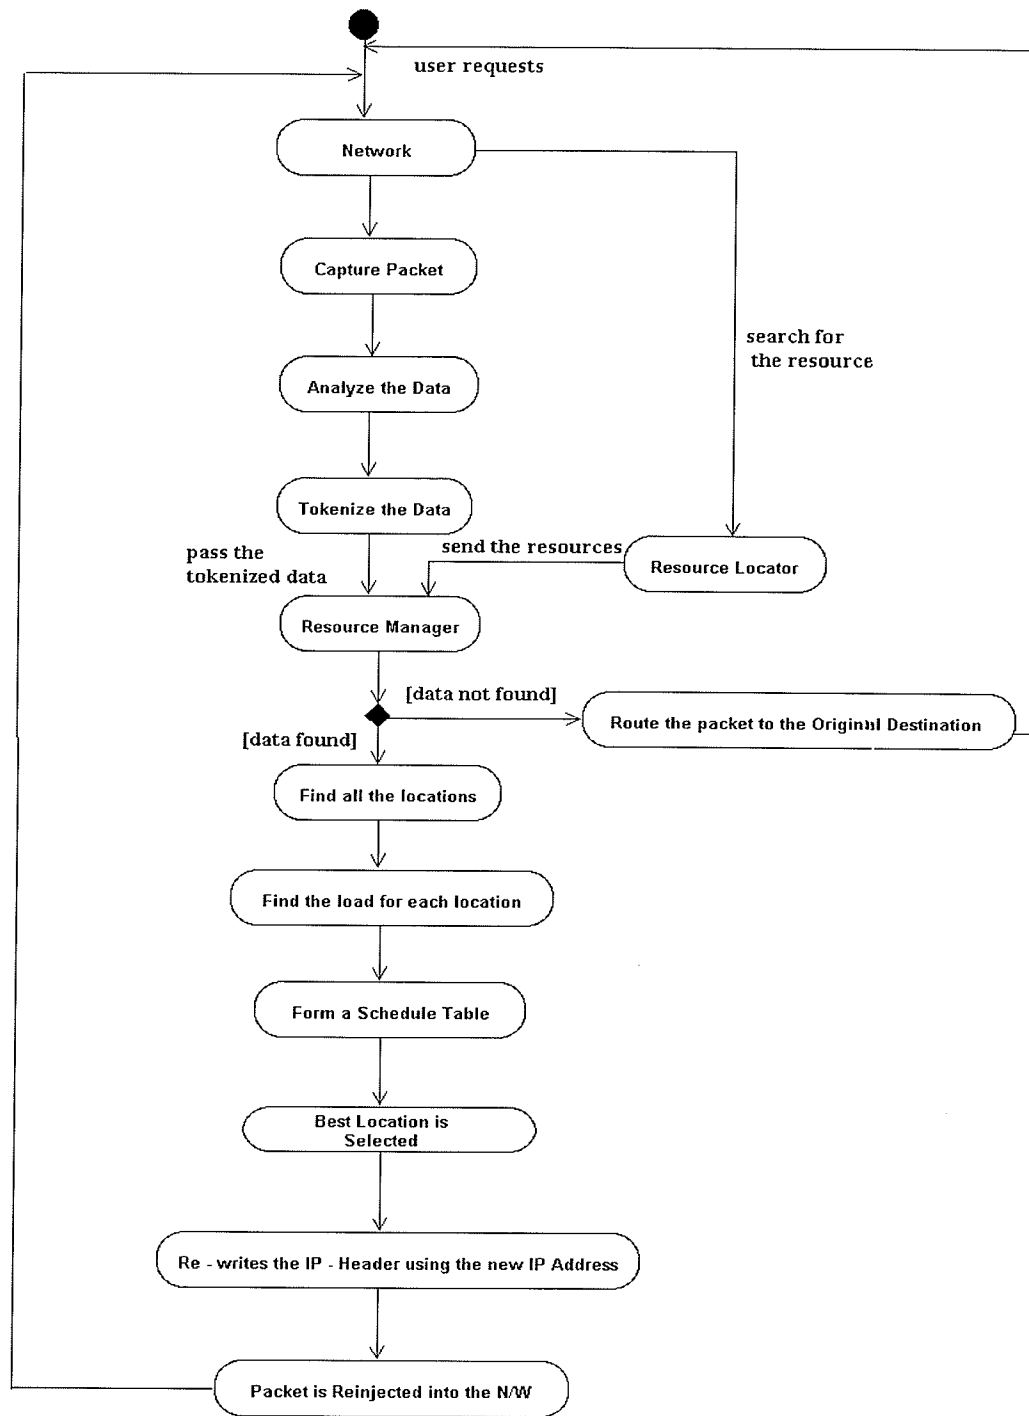 user requests
Network
Capture Packet
search for
the resource
Analyze the Data
Tokenize the Data
pass the
tokenized data
send the resources
Resource Locator
Resource Manager
[data not found]
Route the packet to the Original Destination
[data found]
Find all the locations
Find the load for each location
Form a Schedule Table
Best Location is
Selected
Re - writes the IP - Header using the new IP Address
Packet is Reinjected into the N/W